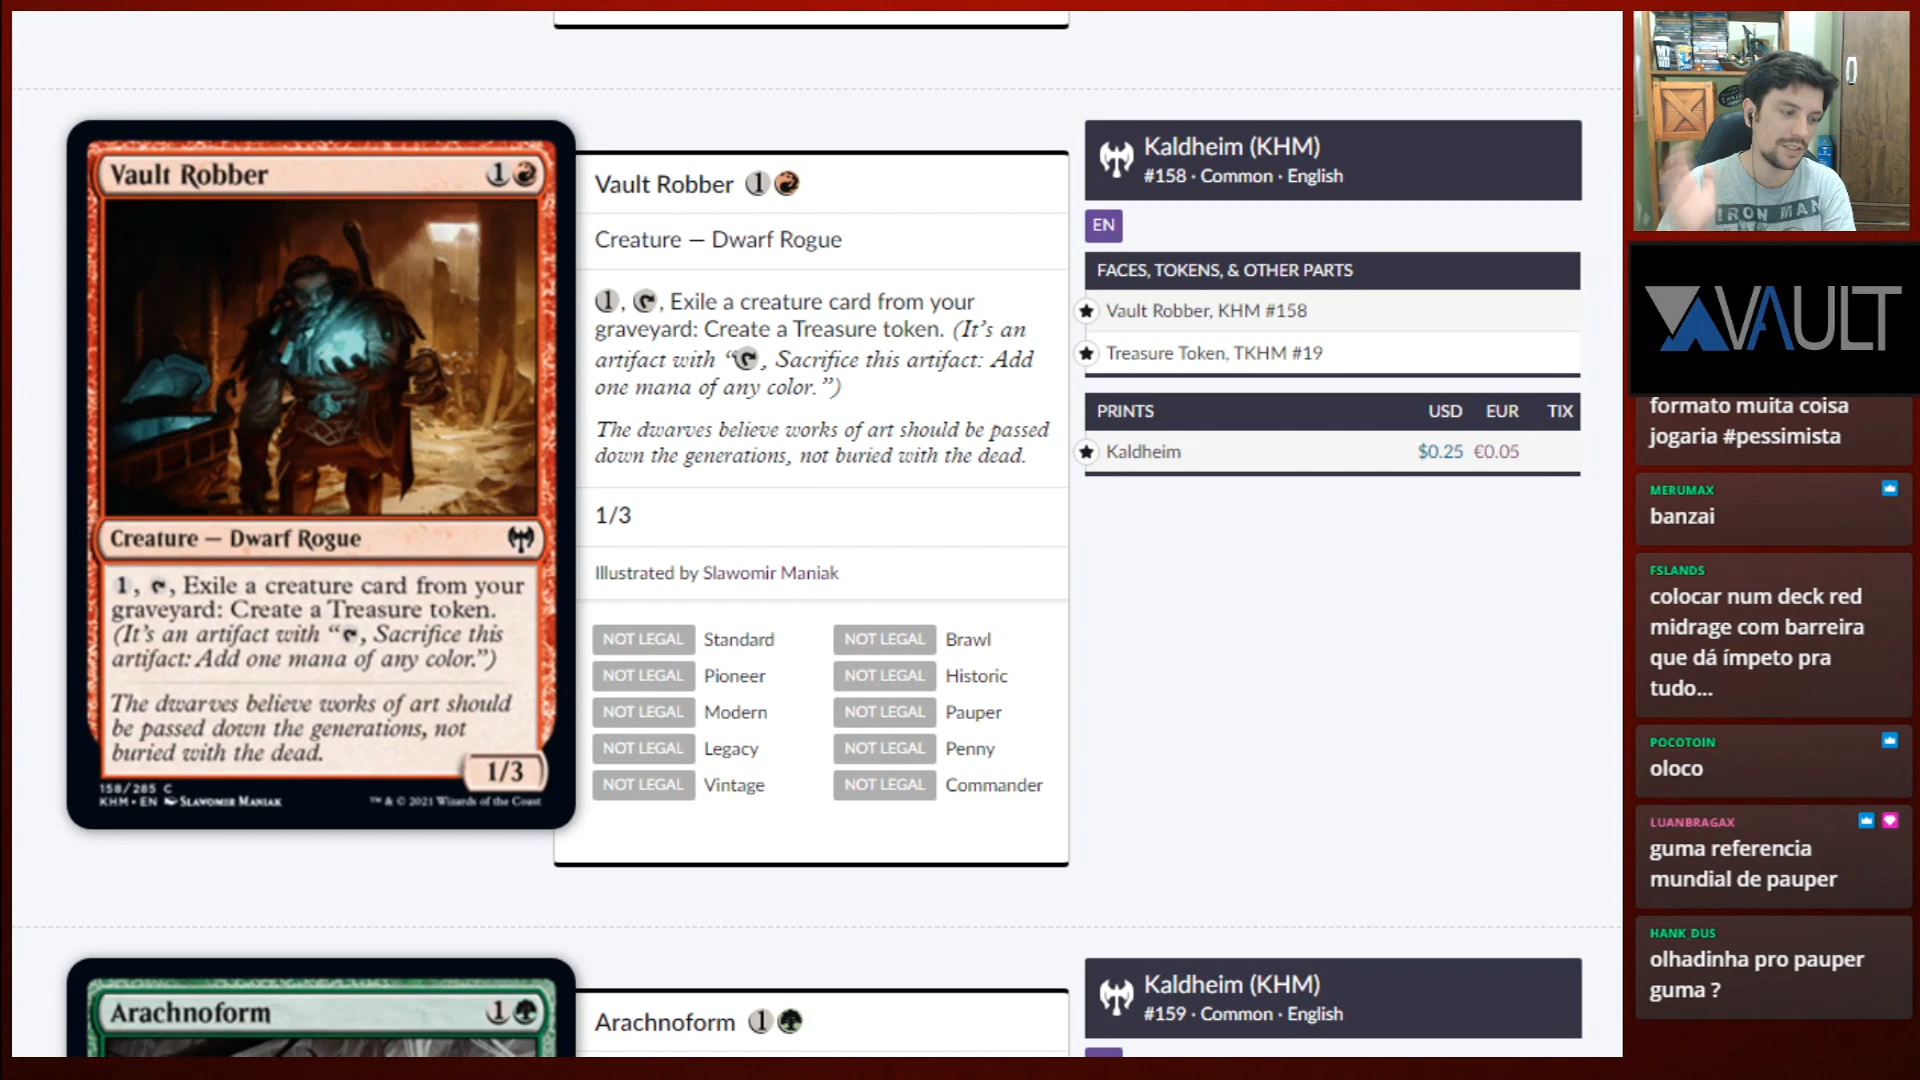 Vault Robber 1
Creature — Dwarf Rogue
1, , Exile a creature card from your
graveyard: Create a Treasure token.
(It's an artifact with “, Sacrifice this
artifact: Add one mana of any color.”)
The dwarves believe works of art should
be passed down the generations, not
buried with the dead.
1/3
158/285 C
KHM • EN Slawomir Maniak
™ & © 2021 Wizards of the Coast
Vault Robber 1
Creature — Dwarf Rogue
1, , Exile a creature card from your
graveyard: Create a Treasure token. (It's an
artifact with “, Sacrifice this artifact: Add
one mana of any color.”)
The dwarves believe works of art should be passed
down the generations, not buried with the dead.
1/3
Illustrated by Slawomir Maniak
NOT LEGAL Standard NOT LEGAL Brawl
NOT LEGAL Pioneer NOT LEGAL Historic
NOT LEGAL Modern NOT LEGAL Pauper
NOT LEGAL Legacy NOT LEGAL Penny
NOT LEGAL Vintage NOT LEGAL Commander
Kaldheim (KHM)
#158 · Common · English
EN
FACES, TOKENS, & OTHER PARTS
Vault Robber, KHM #158
Treasure Token, TKHM #19
PRINTS USD EUR TIX
Kaldheim $0.25 €0.05
Arachnoform 1
Arachnoform 1
Kaldheim (KHM)
#159 · Common · English
IRON MAN
VAULT
formato muita coisa
jogaria #pessimista
MERUMAX
banzai
FSLANDS
colocar num deck red
midrage com barreira
que dá ímpeto pra
tudo...
POCOTOIN
oloco
LUANBRAGAX
guma referencia
mundial de pauper
HANK_DUS
olhadinha pro pauper
guma ?